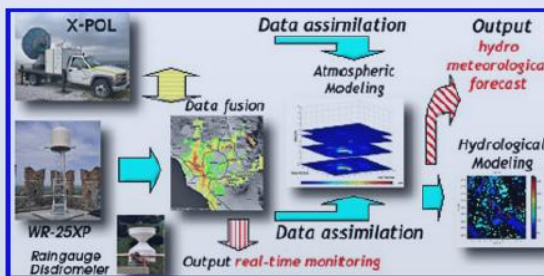 X-POL
Data assimilation
Output
hydro
meteorological
forecast
Atmospheric
Modeling
Data fusion
Hydrological
Modeling
WR-25XP
Raingauge
Disdrometer
Data assimilation
Output real-time monitoring